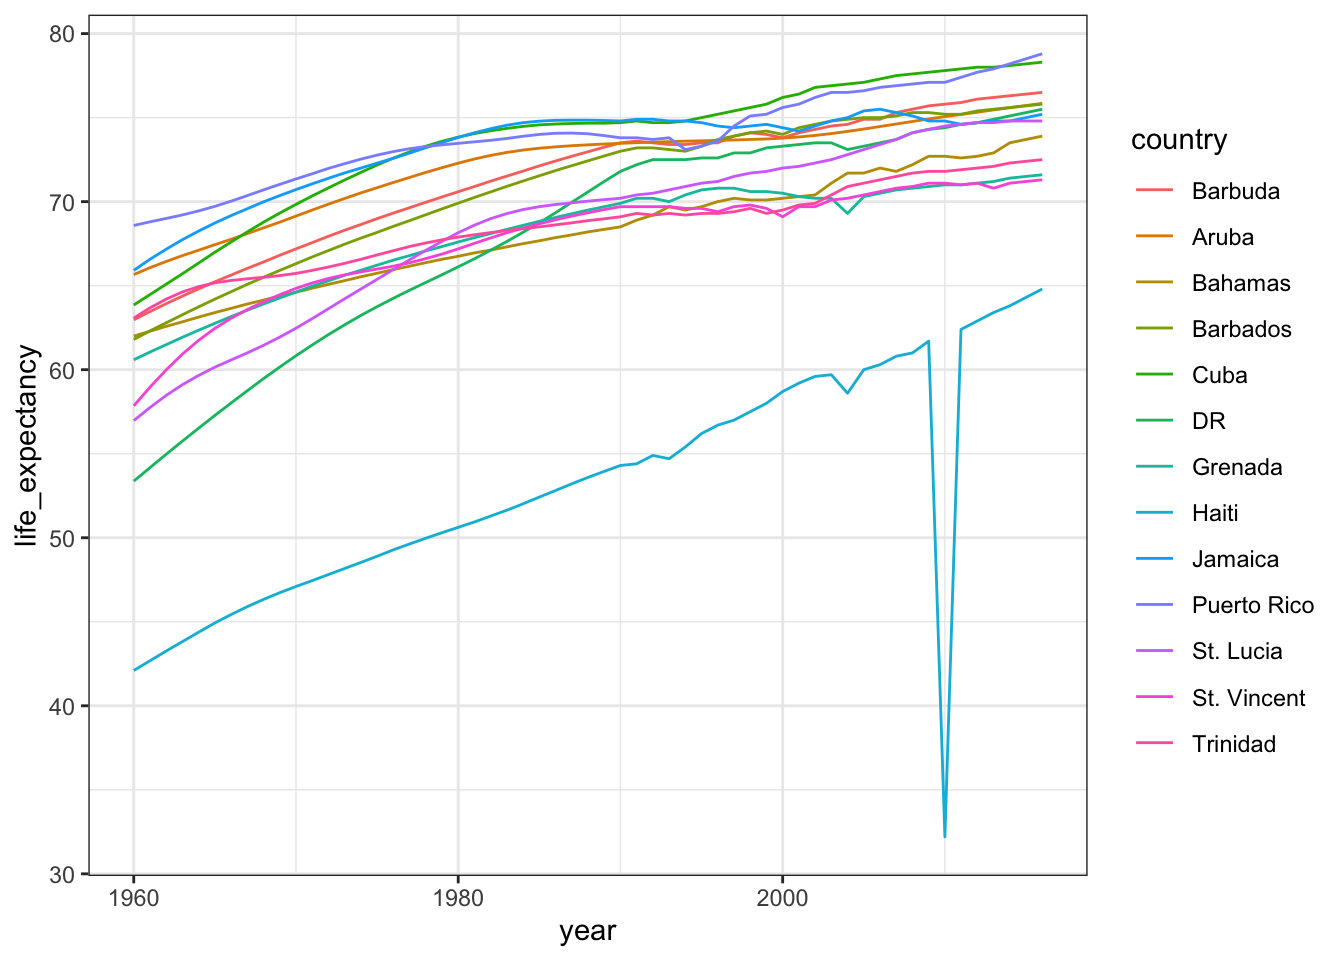 80
70
60
50
40
30
life_expectancy
1960
1980
2000
year
country
Barbuda
Aruba
Bahamas
Barbados
Cuba
DR
Grenada
Haiti
Jamaica
Puerto Rico
St. Lucia
St. Vincent
Trinidad